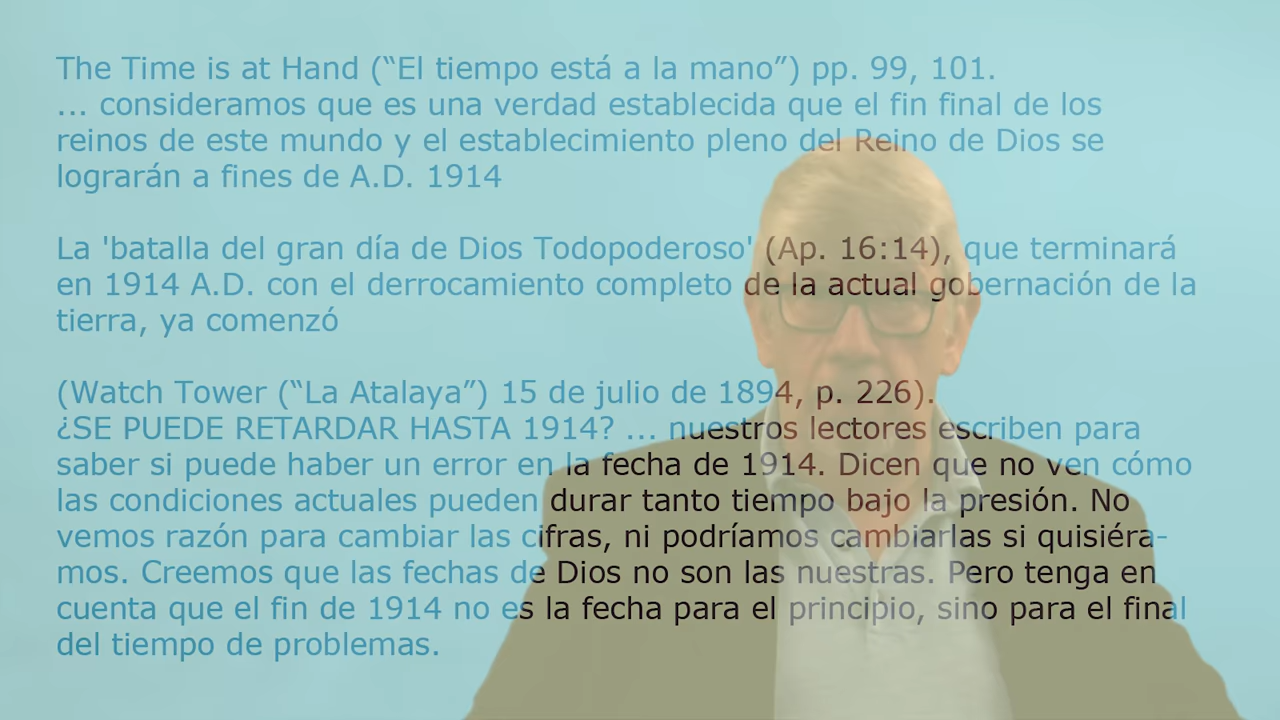 The Time is at Hand (“El tiempo está a la mano”) pp. 99, 101.
... consideramos que es una verdad establecida que el fin final de los
reinos de este mundo y el establecimiento pleno del Reino de Dios se
lograrán a fines de A.D. 1914
La 'batalla del gran día de Dios Todopoderoso' (Ap. 16:14), que terminará
en 1914 A.D. con el derrocamiento completo de la actual gobernación de la
tierra, ya comenzó
(Watch Tower (“La Atalaya”) 15 de julio de 1894, p. 226).
¿SE PUEDE RETARDAR HASTA 1914? ... nuestros lectores escriben para
saber si puede haber un error en la fecha de 1914. Dicen que no ven cómo
las condiciones actuales pueden durar tanto tiempo bajo la presión. No
vemos razón para cambiar las cifras, ni podríamos cambiarlas si quisiéra-
mos. Creemos que las fechas de Dios no son las nuestras. Pero tenga en
cuenta que el fin de 1914 no es la fecha para el principio, sino para el final
del tiempo de problemas.